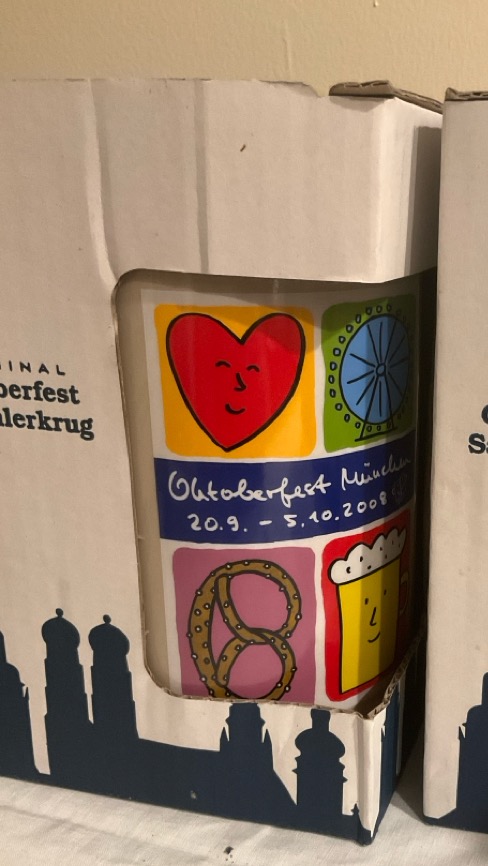 INAL
berfest
lerkrug
Oktoberfest München
20.9. - 5.10.2008